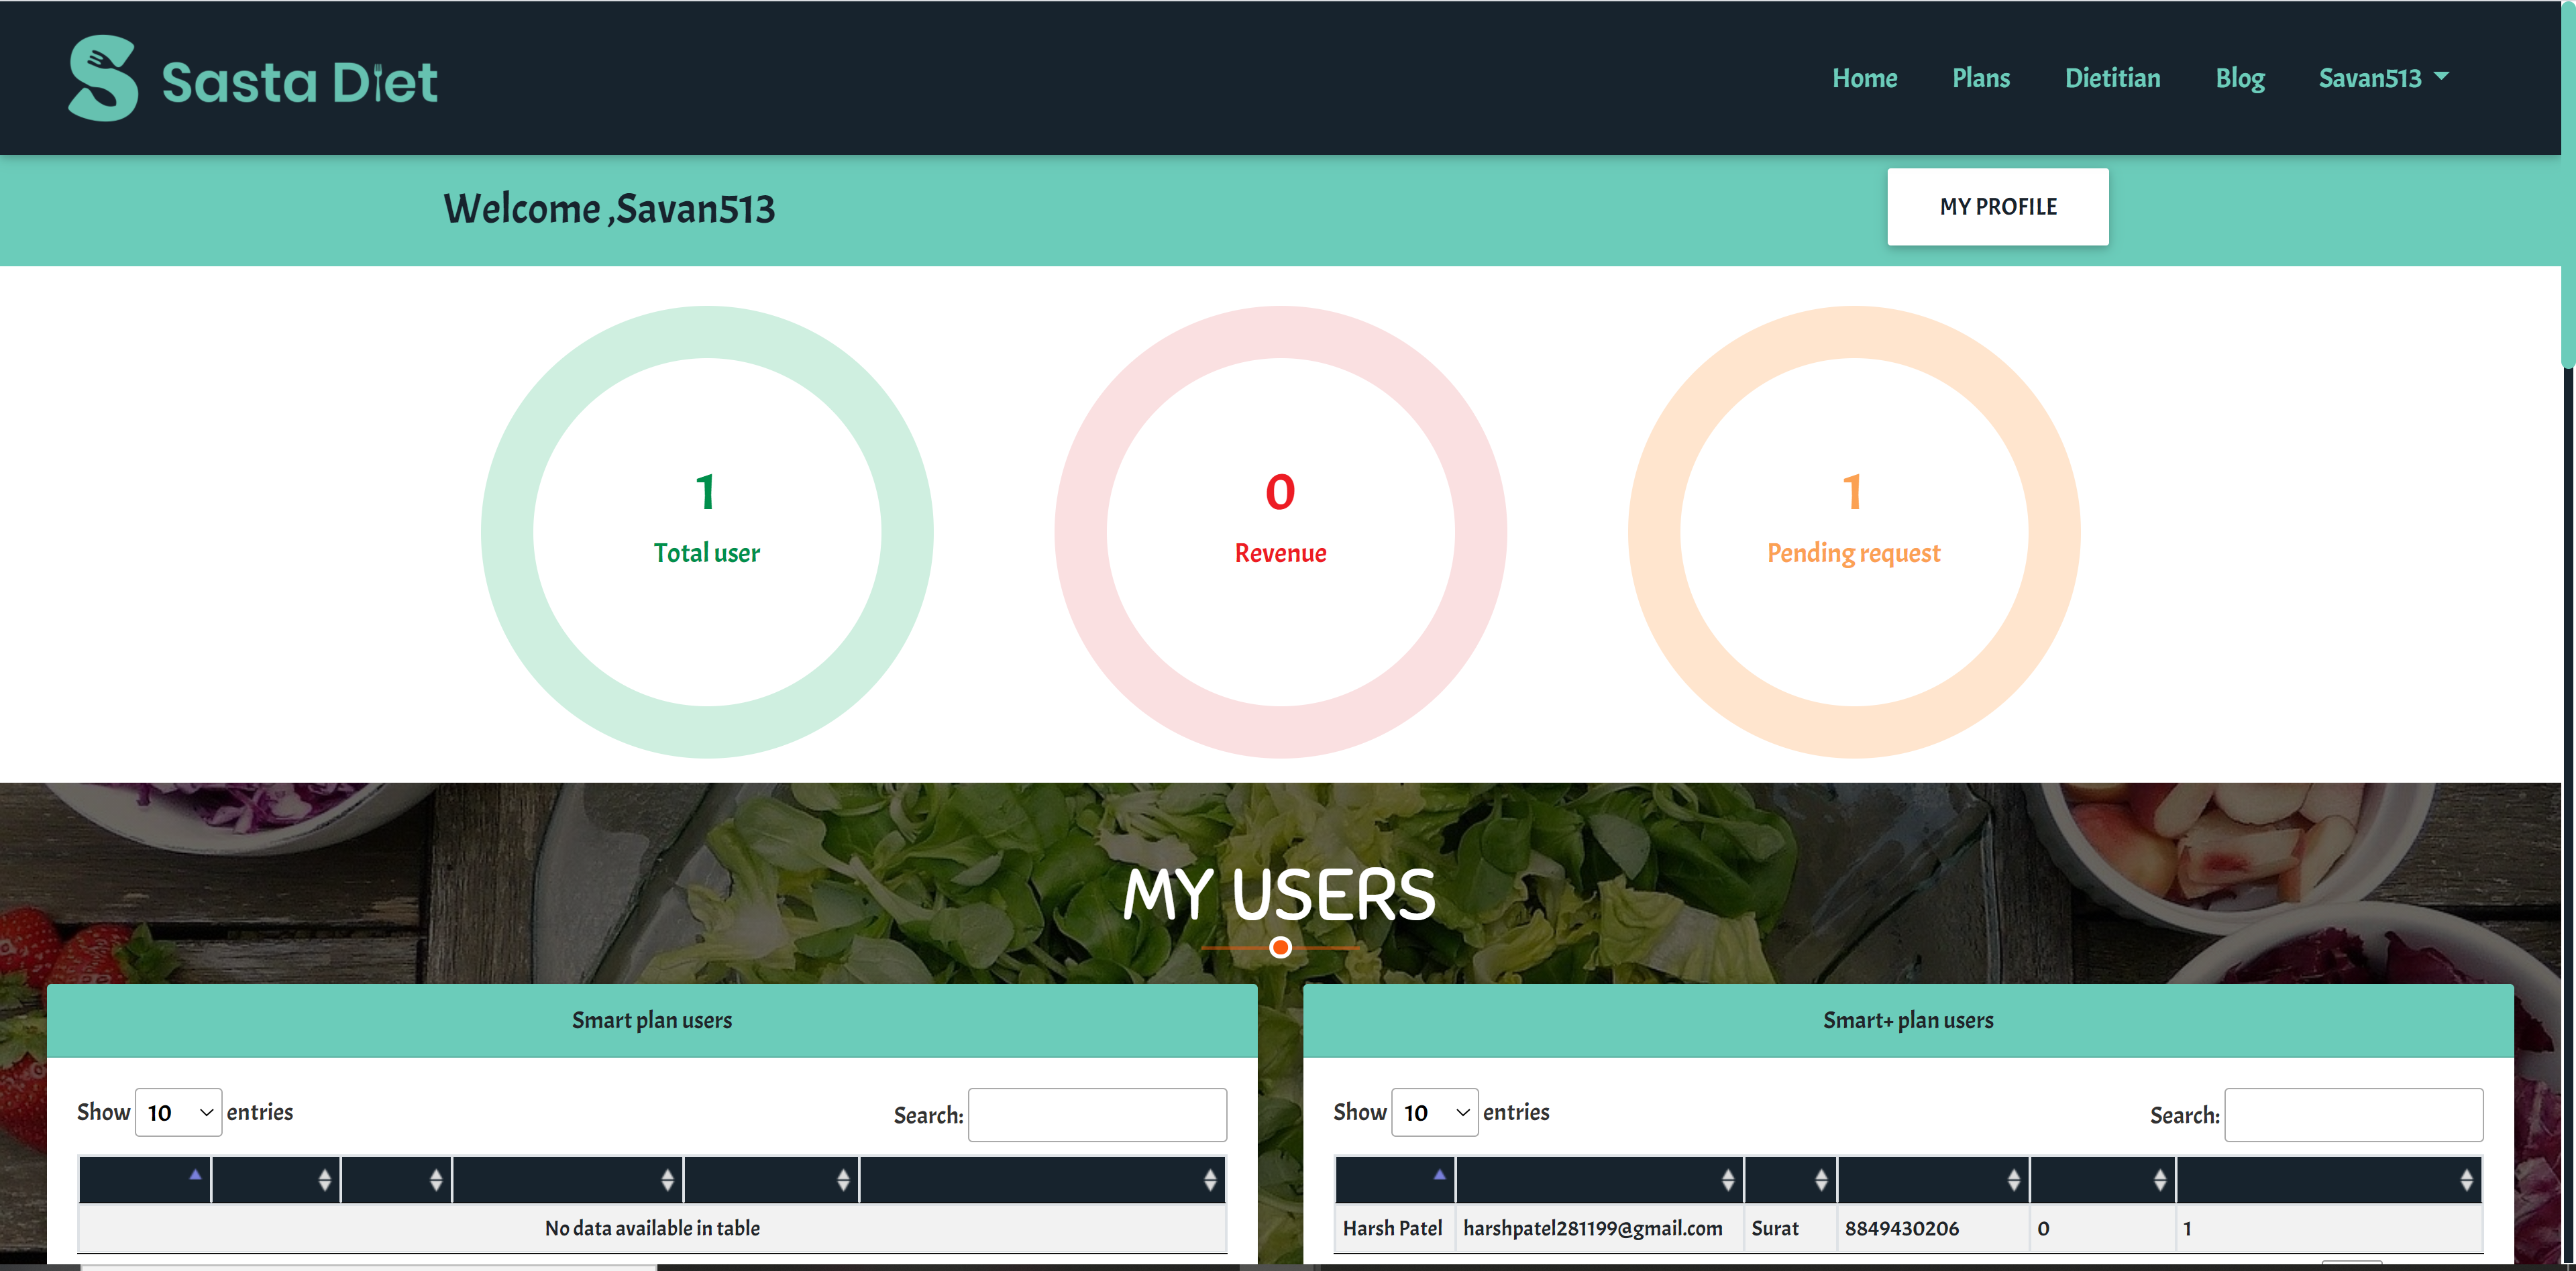 Sasta Diet
Home Plans Dietitian Blog Savan513
Welcome ,Savan513
MY PROFILE
1
Total user
0
Revenue
1
Pending request
MY USERS
Smart plan users
Show 10 entries
Search:
No data available in table
Smart+ plan users
Show 10 entries
Search:
Harsh Patel harshpatel281199@gmail.com Surat 8849430206 0 1